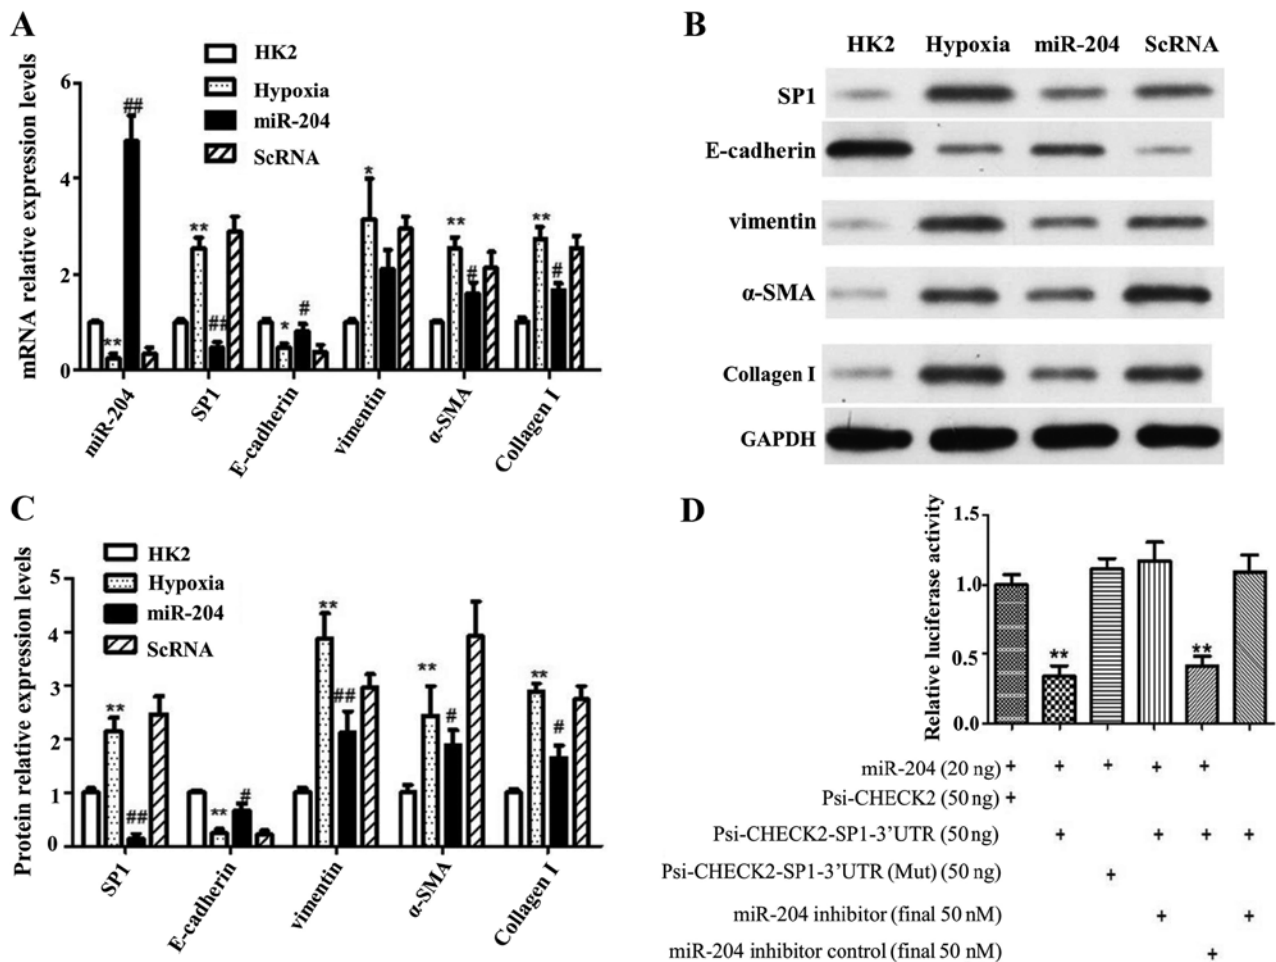 A
HK2
Hypoxia
miR-204
ScRNA
mRNA relative expression levels
6
4
2
0
**
##
**
##
*
#
*
**
#
**
#
miR-204
SP1
E-cadherin
vimentin
α-SMA
Collagen I
B
HK2 Hypoxia miR-204 ScRNA
SP1
E-cadherin
vimentin
α-SMA
Collagen I
GAPDH
C
HK2
Hypoxia
miR-204
ScRNA
Protein relative expression levels
5
4
3
2
1
0
**
##
**
#
**
##
**
#
**
#
SP1
E-cadherin
vimentin
α-SMA
Collagen I
D
Relative luciferase activity
1.5
1.0
0.5
0.0
**
**
miR-204 (20 ng) + + + + +
Psi-CHECK2 (50ng) +
Psi-CHECK2-SP1-3’UTR (50ng) + + + +
Psi-CHECK2-SP1-3’UTR (Mut) (50 ng) +
miR-204 inhibitor (final 50 nM) + +
miR-204 inhibitor control (final 50 nM) +